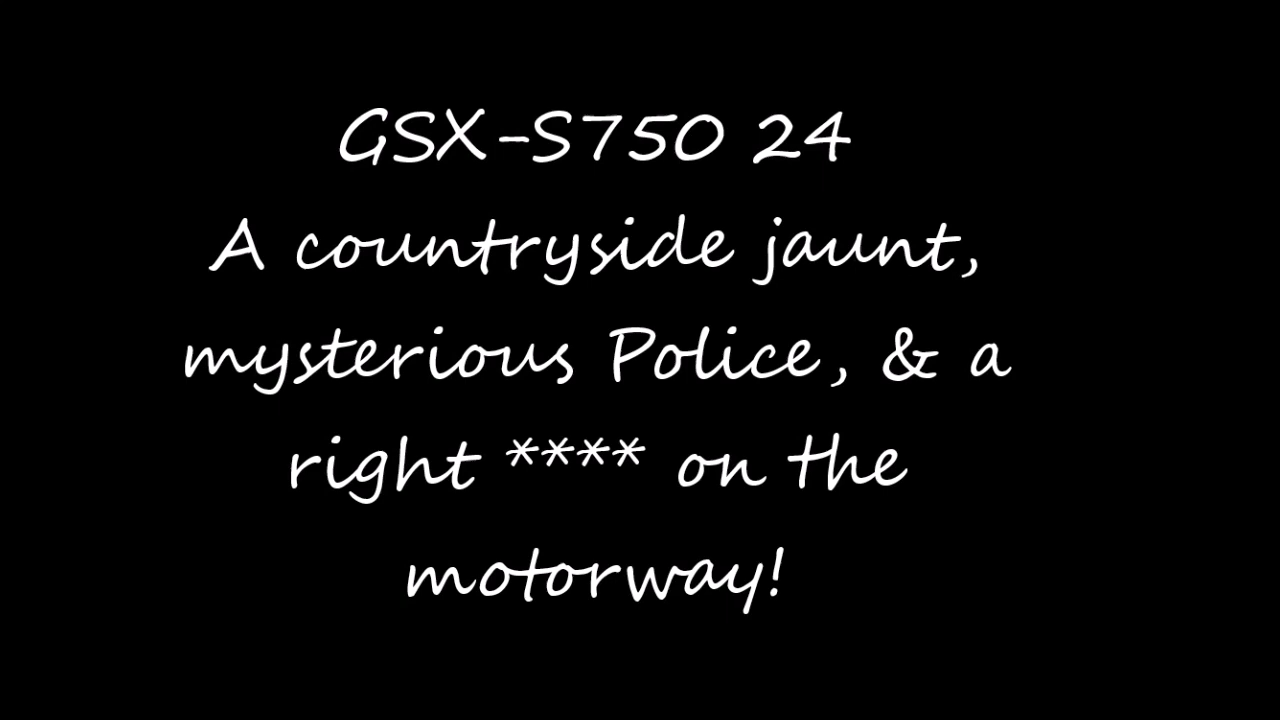 GSX-S750 24
A countryside jaunt,
mysterious Police, & a
right **** on the
motorway!